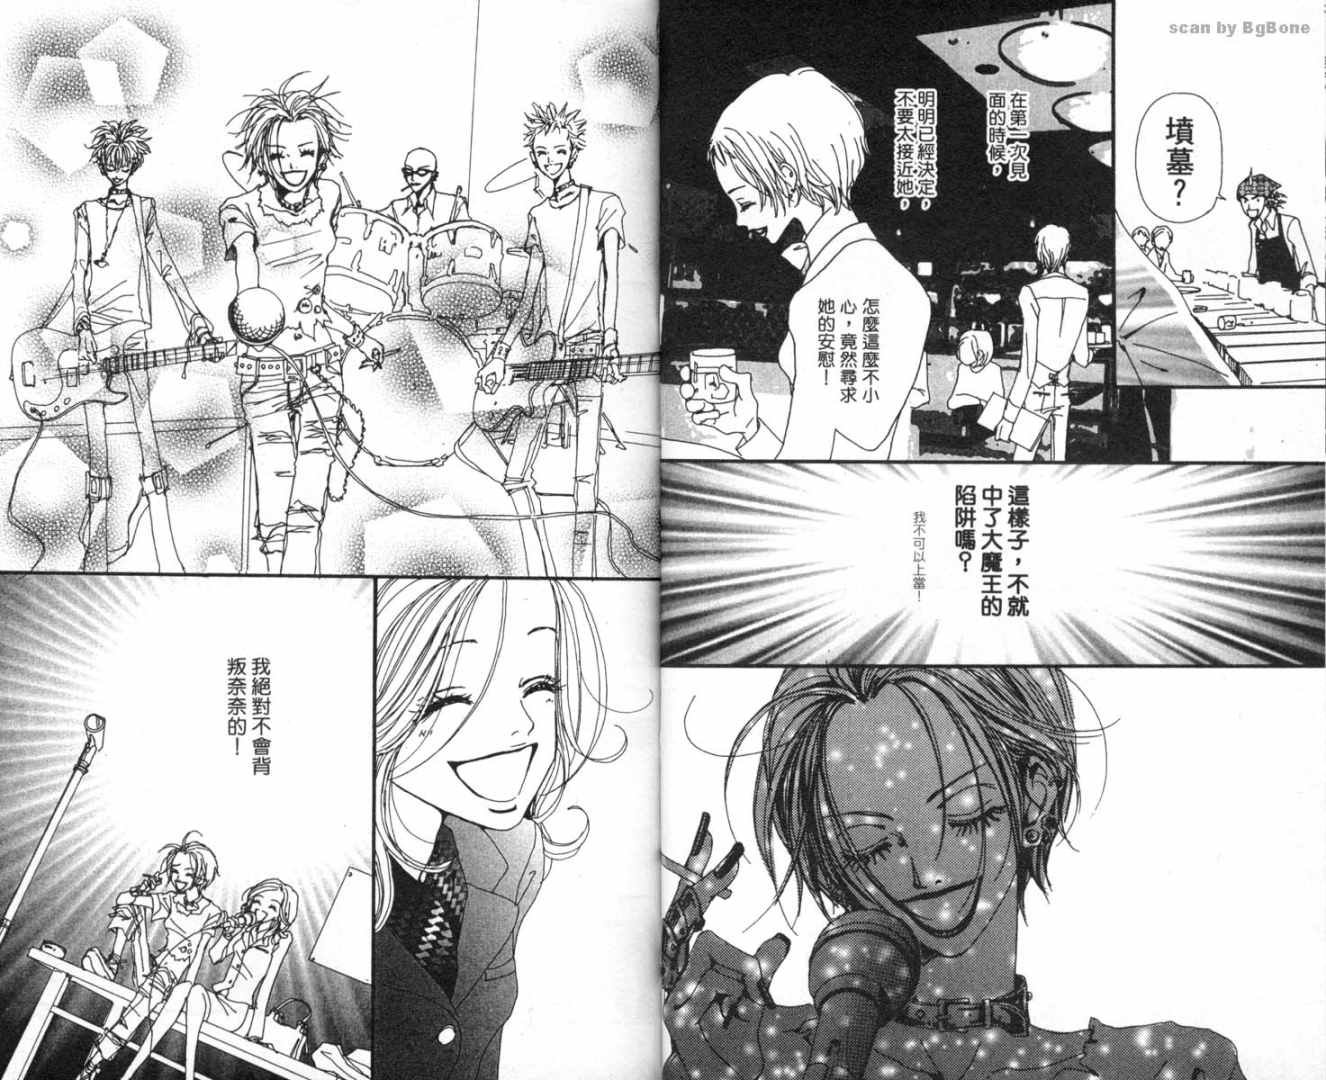 scan by BgBone
墳墓？
在第一次見
面的時候，
明明已經決定，
不要太接近她，
怎麼這麼不小
心，竟然尋求
她的安慰！
這樣子，不就
中了大魔王的
陷阱嗎？
我不可以上當！
我絕對不會背
叛奈奈的！